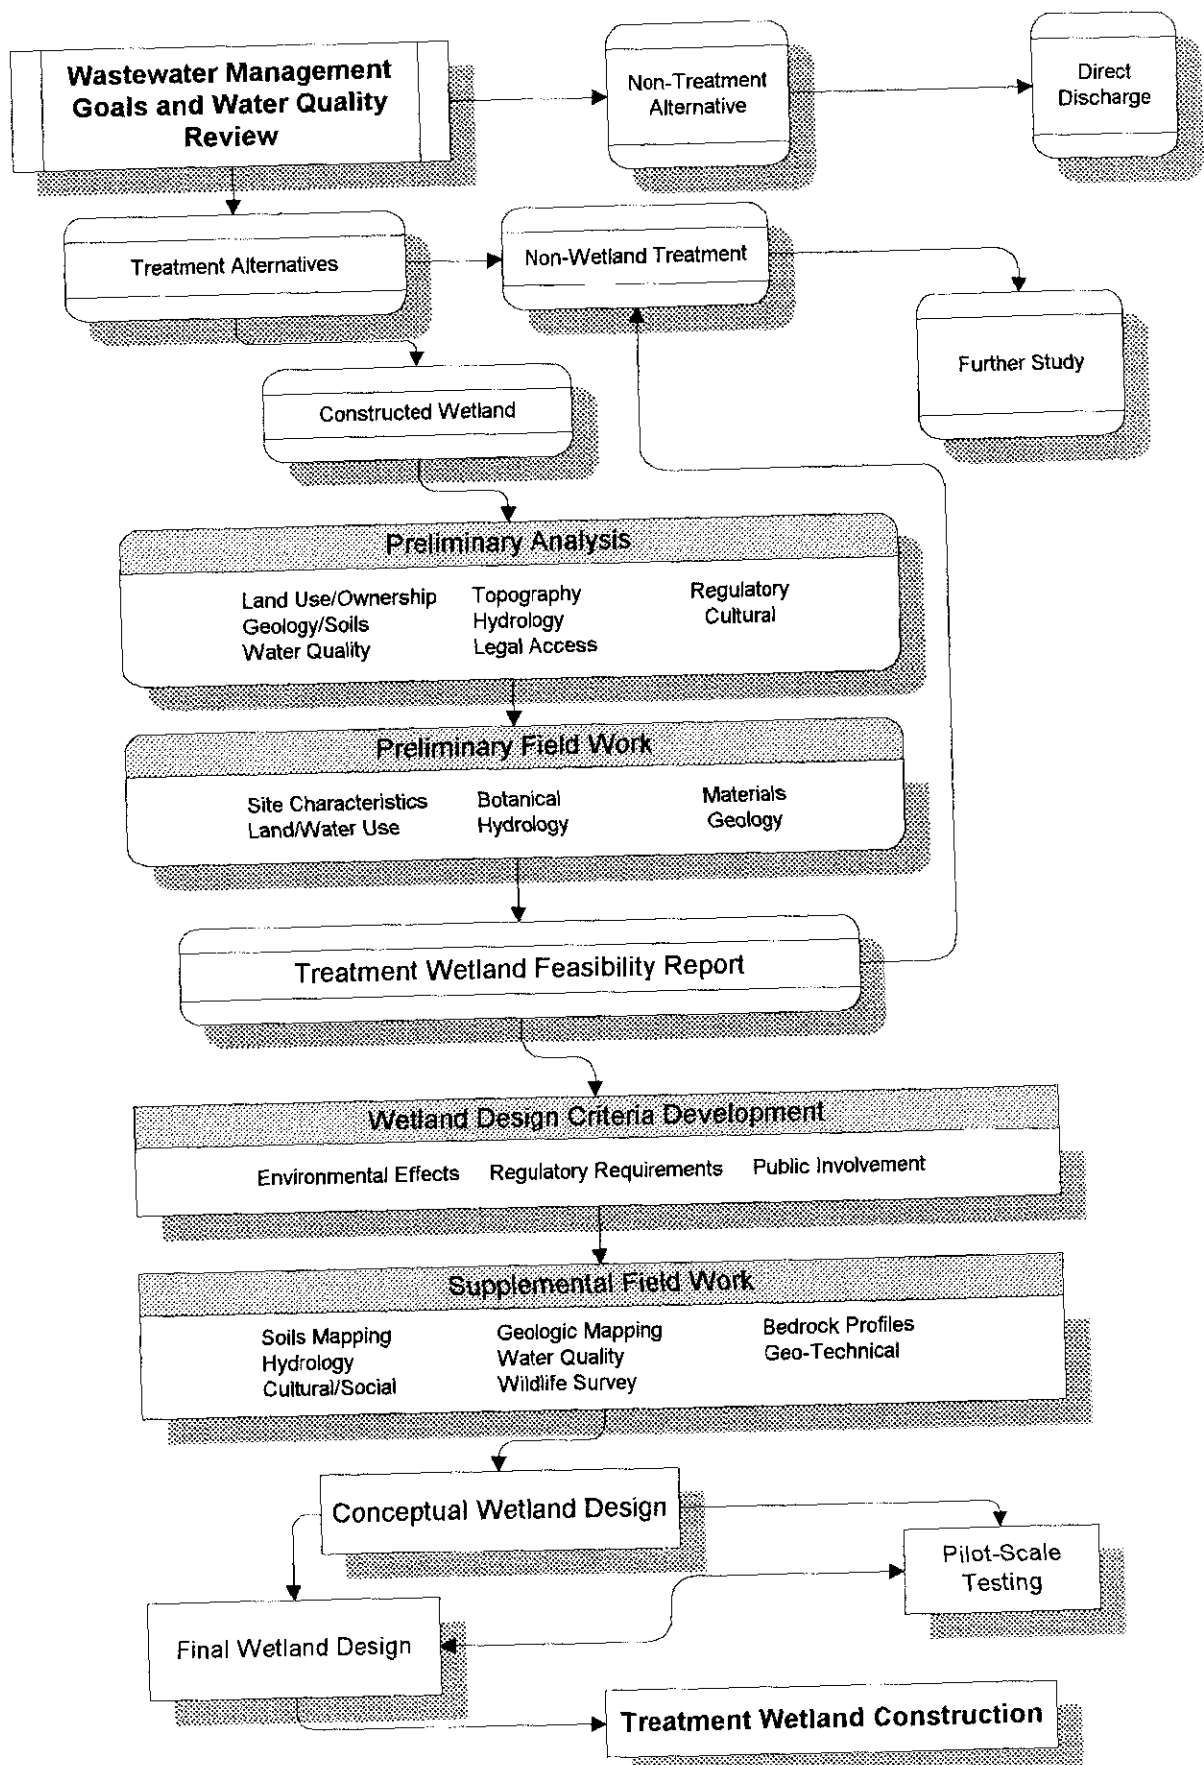 Wastewater Management
Goals and Water Quality
Review
Non-Treatment
Alternative
Direct
Discharge
Treatment Alternatives
Non-Wetland Treatment
Further Study
Constructed Wetland
Preliminary Analysis
Land Use/Ownership
Geology/Soils
Water Quality
Topography
Hydrology
Legal Access
Regulatory
Cultural
Preliminary Field Work
Site Characteristics
Land/Water Use
Botanical
Hydrology
Materials
Geology
Treatment Wetland Feasibility Report
Wetland Design Criteria Development
Environmental Effects
Regulatory Requirements
Public Involvement
Supplemental Field Work
Soils Mapping
Hydrology
Cultural/Social
Geologic Mapping
Water Quality
Wildlife Survey
Bedrock Profiles
Geo-Technical
Conceptual Wetland Design
Pilot-Scale
Testing
Final Wetland Design
Treatment Wetland Construction